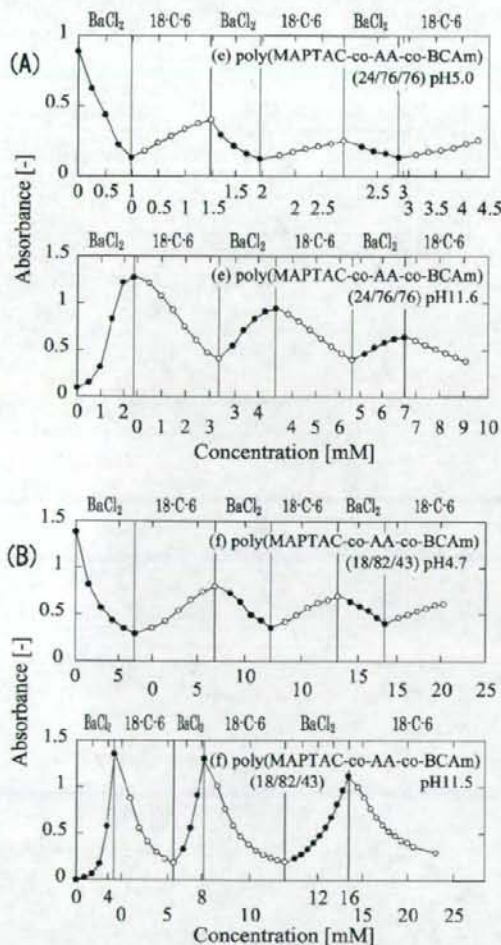 BaCl₂ 18-C-6 BaCl₂ 18-C-6 BaCl₂ 18-C-6
(A)
(e) poly(MAPTAC-co-AA-co-BCAm)
(24/76/76) pH5.0
1
0.5
0
0 0.5 1 1.5 2 2.5 3
0 0.5 1 1.5 2 2.5 3 3.5 4 4.5
Absorbance [-]
BaCl₂ 18-C-6 BaCl₂ 18-C-6 BaCl₂ 18-C-6
(e) poly(MAPTAC-co-AA-co-BCAm)
(24/76/76) pH11.6
1.5
1
0.5
0
0 1 2 3 4 5 6 7
0 1 2 3 4 5 6 7 8 9 10
Concentration [mM]
BaCl₂ 18-C-6 BaCl₂ 18-C-6 BaCl₂ 18-C-6
(B)
(f) poly(MAPTAC-co-AA-co-BCAm)
(18/82/43) pH4.7
1.5
1
0.5
0
0 5 0 5 10 10 15 15 20 25
Absorbance [-]
BaCl₂ 18-C-6 BaCl₂ 18-C-6 BaCl₂ 18-C-6
(f) poly(MAPTAC-co-AA-co-BCAm)
(18/82/43) pH11.5
1.5
1
0.5
0
0 4 8 12 16
0 5 10 15 20 25
Concentration [mM]